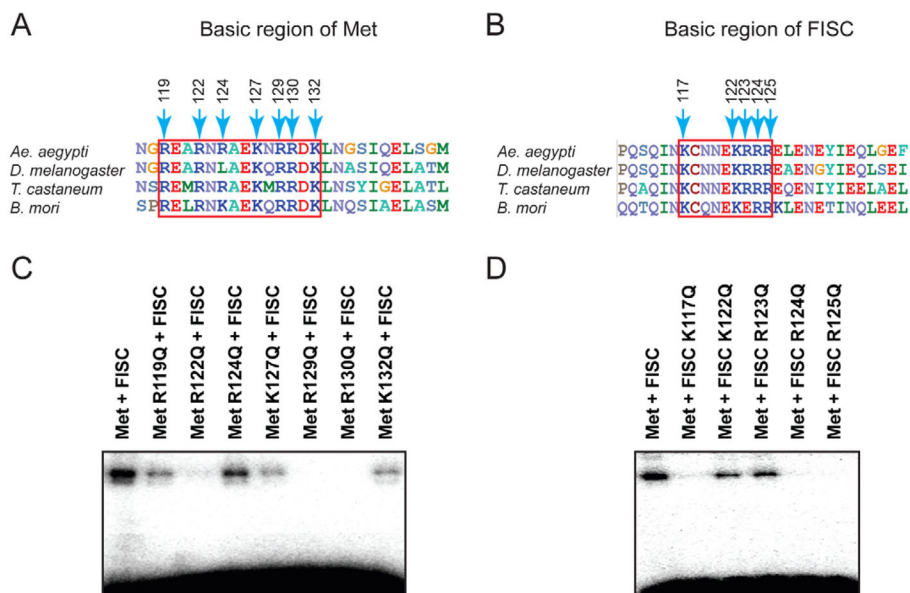 A
Basic region of Met
119 122 124 127 129 130 132
Ae. aegypti NGREARNRAEKNRRDKLNGSIQELSGM
D. melanogaster NGREARNLAEKNRRDKLNASIQELATM
T. castaneum NSREMRNRAEKMRRDKLNSYIGELATL
B. mori SPRELRNKAEKQRRDKLNQSIAELASM
B
Basic region of FISC
117 122 123 124 125
Ae. aegypti PQSQINKCNNEKRRRELENEYIEQLGEF
D. melanogaster PQSQINKCNNEKRRREQENGYIEQLSEL
T. castaneum PQAQINKCNNEKRRREQENIYIEELAEL
B. mori QQTQINKCQNEKERRKLENETINQLEEL
C
Met + FISC
Met R119Q + FISC
Met R122Q + FISC
Met R124Q + FISC
Met K127Q + FISC
Met R129Q + FISC
Met R130Q + FISC
Met K132Q + FISC
D
Met + FISC
Met + FISC K117Q
Met + FISC K122Q
Met + FISC R123Q
Met + FISC R124Q
Met + FISC R125Q